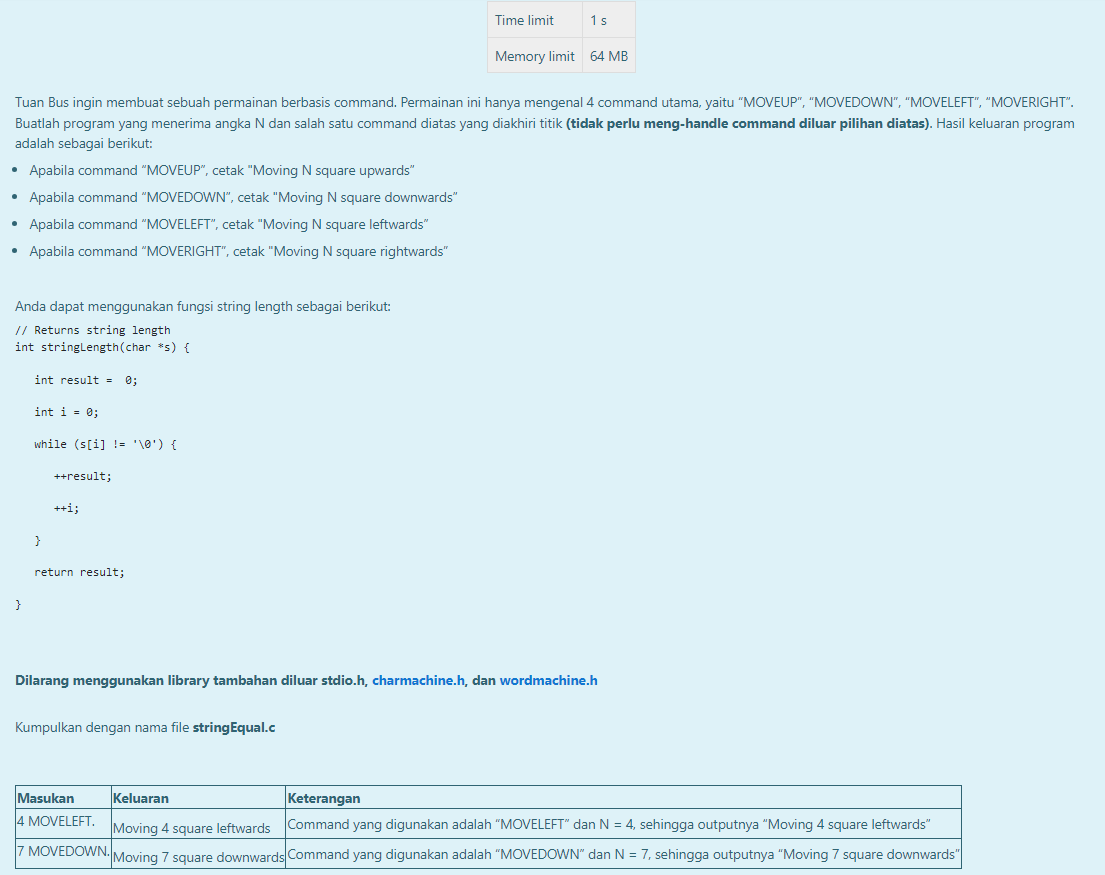 Time limit 1 s
Memory limit 64 MB
Tuan Bus ingin membuat sebuah permainan berbasis command. Permainan ini hanya mengenal 4 command utama, yaitu “MOVEUP”, “MOVEDOWN”, “MOVELEFT”, “MOVERIGHT”.
Buatlah program yang menerima angka N dan salah satu command diatas yang diakhiri titik (tidak perlu meng-handle command diluar pilihan diatas). Hasil keluaran program
adalah sebagai berikut:
• Apabila command “MOVEUP”, cetak "Moving N square upwards”
• Apabila command “MOVEDOWN”, cetak "Moving N square downwards”
• Apabila command “MOVELEFT”, cetak "Moving N square leftwards”
• Apabila command “MOVERIGHT”, cetak "Moving N square rightwards”
Anda dapat menggunakan fungsi string length sebagai berikut:
// Returns string length
int stringLength(char *s) {
int result =  0;
int i = 0;
while (s[i] != '\0') {
++result;
++i;
}
return result;
}
Dilarang menggunakan library tambahan diluar stdio.h, charmachine.h, dan wordmachine.h
Kumpulkan dengan nama file stringEqual.c
Masukan Keluaran Keterangan
4 MOVELEFT. Moving 4 square leftwards Command yang digunakan adalah “MOVELEFT” dan N = 4, sehingga outputnya “Moving 4 square leftwards”
7 MOVEDOWN. Moving 7 square downwards Command yang digunakan adalah “MOVEDOWN” dan N = 7, sehingga outputnya “Moving 7 square downwards”